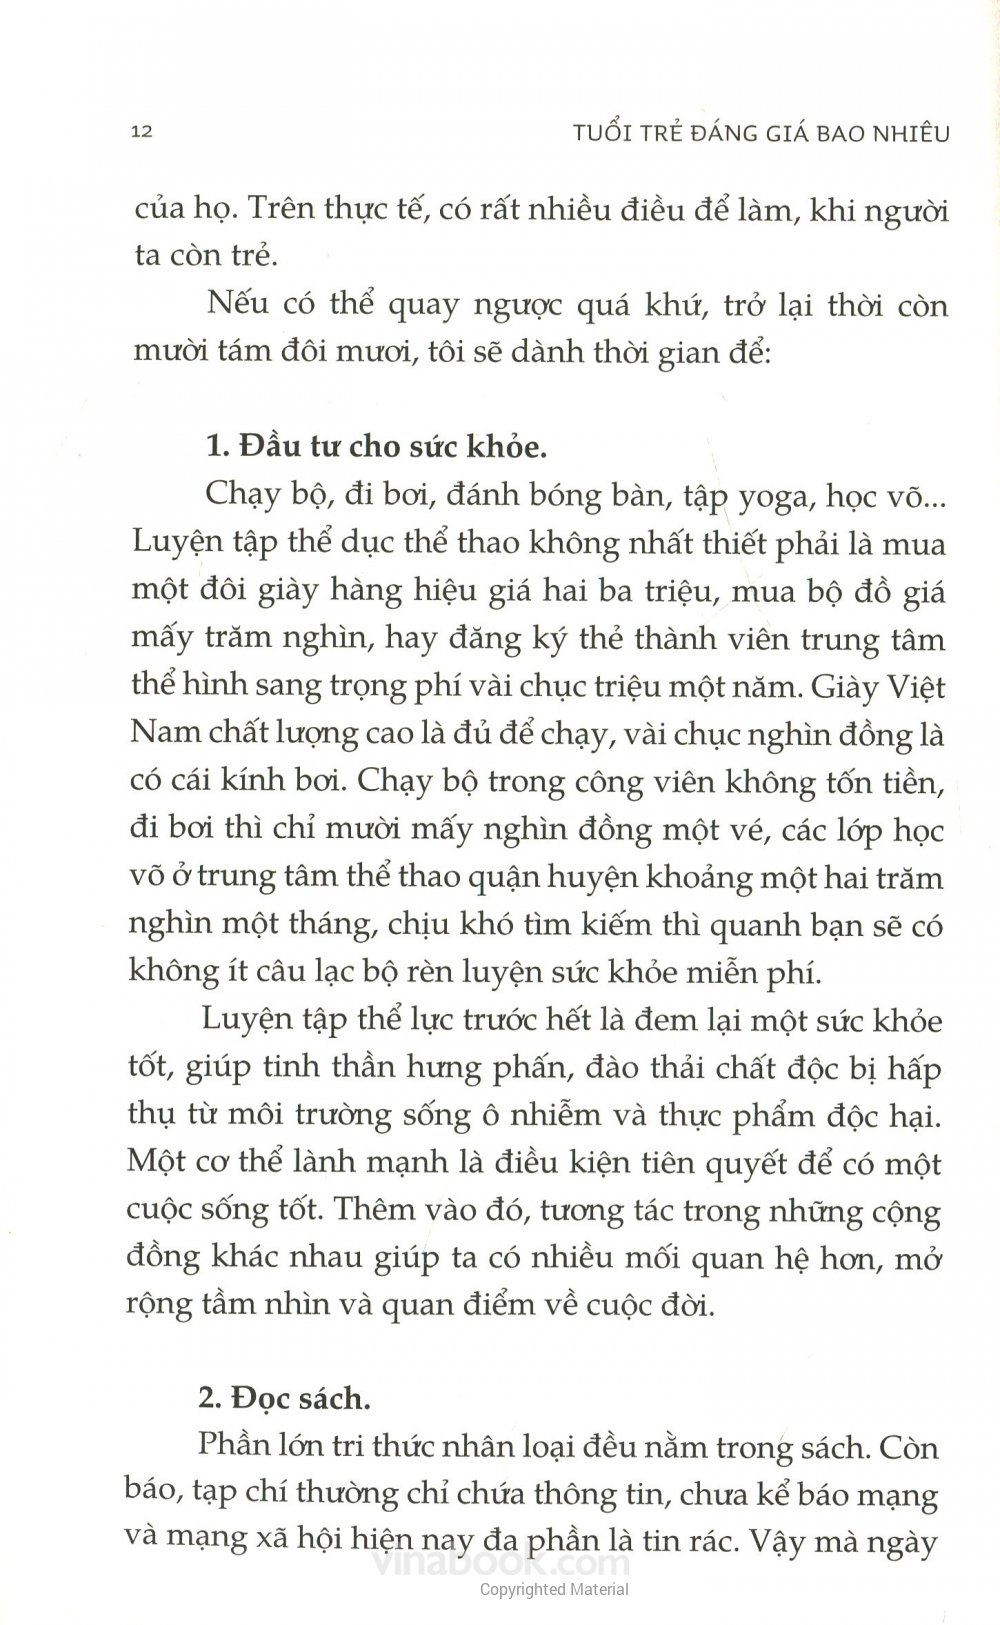 12
TUỔI TRẺ ĐÁNG GIÁ BAO NHIÊU
của họ. Trên thực tế, có rất nhiều điều để làm, khi người
ta còn trẻ.
Nếu có thể quay ngược quá khứ, trở lại thời còn
mười tám đôi mươi, tôi sẽ dành thời gian để:
1. Đầu tư cho sức khỏe.
Chạy bộ, đi bơi, đánh bóng bàn, tập yoga, học võ...
Luyện tập thể dục thể thao không nhất thiết phải là mua
một đôi giày hàng hiệu giá hai ba triệu, mua bộ đồ giá
mấy trăm nghìn, hay đăng ký thẻ thành viên trung tâm
thể hình sang trọng phí vài chục triệu một năm. Giày Việt
Nam chất lượng cao là đủ để chạy, vài chục nghìn đồng là
có cái kính bơi. Chạy bộ trong công viên không tốn tiền,
đi bơi thì chỉ mười mấy nghìn đồng một vé, các lớp học
võ ở trung tâm thể thao quận huyện khoảng một hai trăm
nghìn một tháng, chịu khó tìm kiếm thì quanh bạn sẽ có
không ít câu lạc bộ rèn luyện sức khỏe miễn phí.
Luyện tập thể lực trước hết là đem lại một sức khỏe
tốt, giúp tinh thần hưng phấn, đào thải chất độc bị hấp
thụ từ môi trường sống ô nhiễm và thực phẩm độc hại.
Một cơ thể lành mạnh là điều kiện tiên quyết để có một
cuộc sống tốt. Thêm vào đó, tương tác trong những cộng
đồng khác nhau giúp ta có nhiều mối quan hệ hơn, mở
rộng tầm nhìn và quan điểm về cuộc đời.
2. Đọc sách.
Phần lớn tri thức nhân loại đều nằm trong sách. Còn
báo, tạp chí thường chỉ chứa thông tin, chưa kể báo mạng
và mạng xã hội hiện nay đa phần là tin rác. Vậy mà ngày
vinabook.com
Copyrighted Material